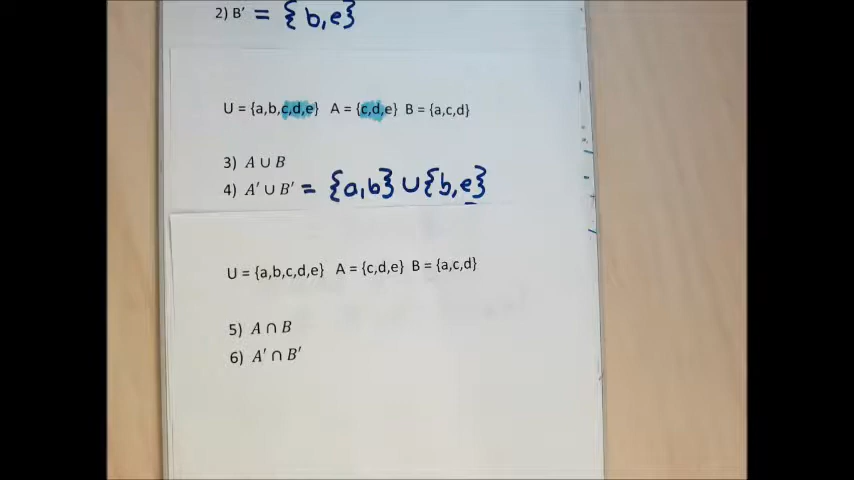 2) B′ = {b,e}
U = {a,b,c,d,e} A = {c,d,e} B = {a,c,d}
3) A ∪ B
4) A′ ∪ B′ = {a,b} ∪ {b,e}
U = {a,b,c,d,e} A = {c,d,e} B = {a,c,d}
5) A ∩ B
6) A′ ∩ B′